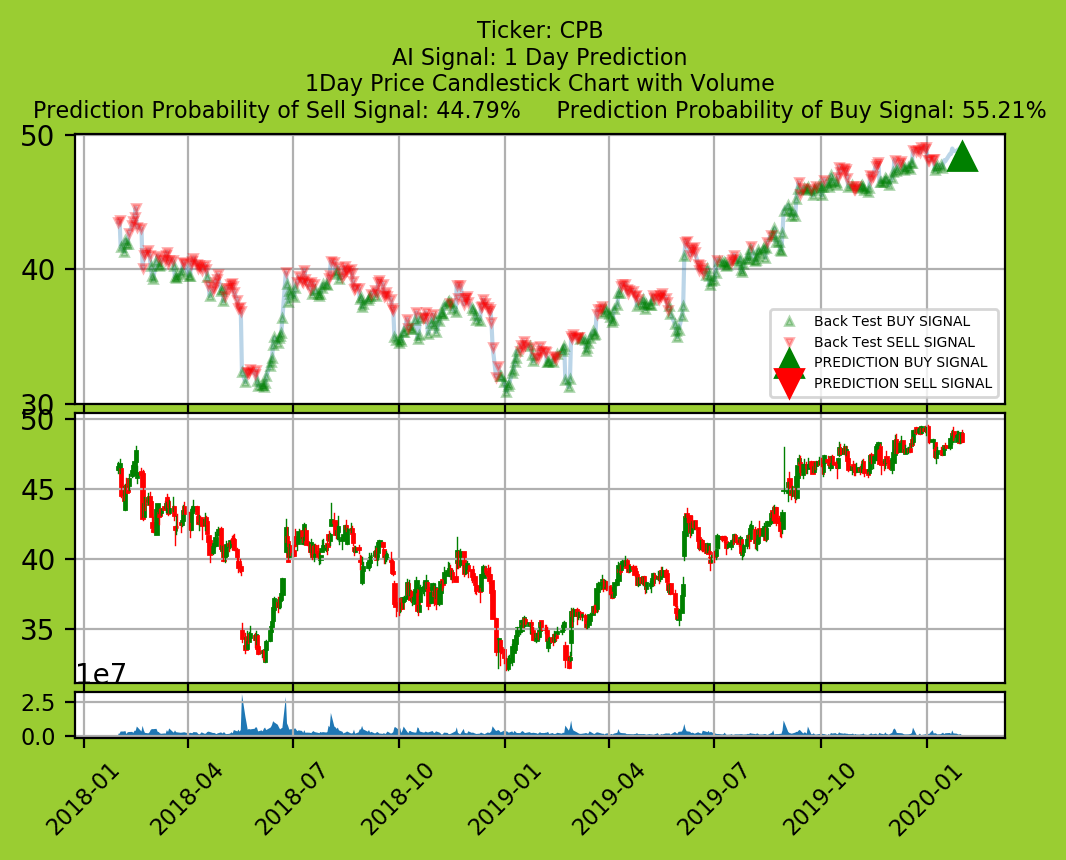 Ticker: CPB
AI Signal: 1 Day Prediction
1Day Price Candlestick Chart with Volume
Prediction Probability of Sell Signal: 44.79%     Prediction Probability of Buy Signal: 55.21%
50
40
30
Back Test BUY SIGNAL
Back Test SELL SIGNAL
PREDICTION BUY SIGNAL
PREDICTION SELL SIGNAL
50
45
40
35
1e7
2.5
0.0
2018-01 2018-04 2018-07 2018-10 2019-01 2019-04 2019-07 2019-10 2020-01